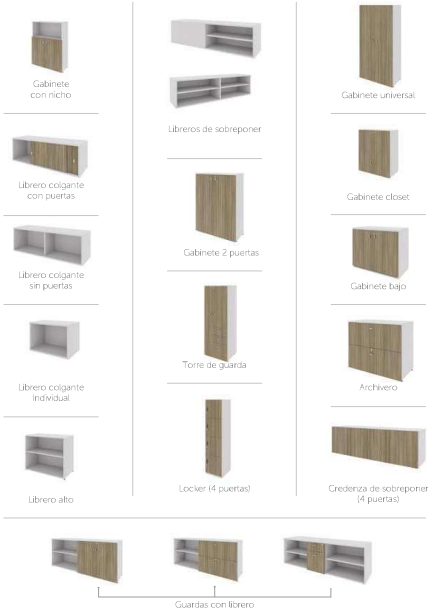 Gabinete
con nicho
Librero colgante
con puertas
Librero colgante
sin puertas
Librero colgante
Individual
Librero alto
Libreros de sobreponer
Gabinete 2 puertas
Torre de guarda
Locker (4 puertas)
Gabinete universal
Gabinete closet
Gabinete bajo
Archivero
Credenza de sobreponer
(4 puertas)
Guardas con librero